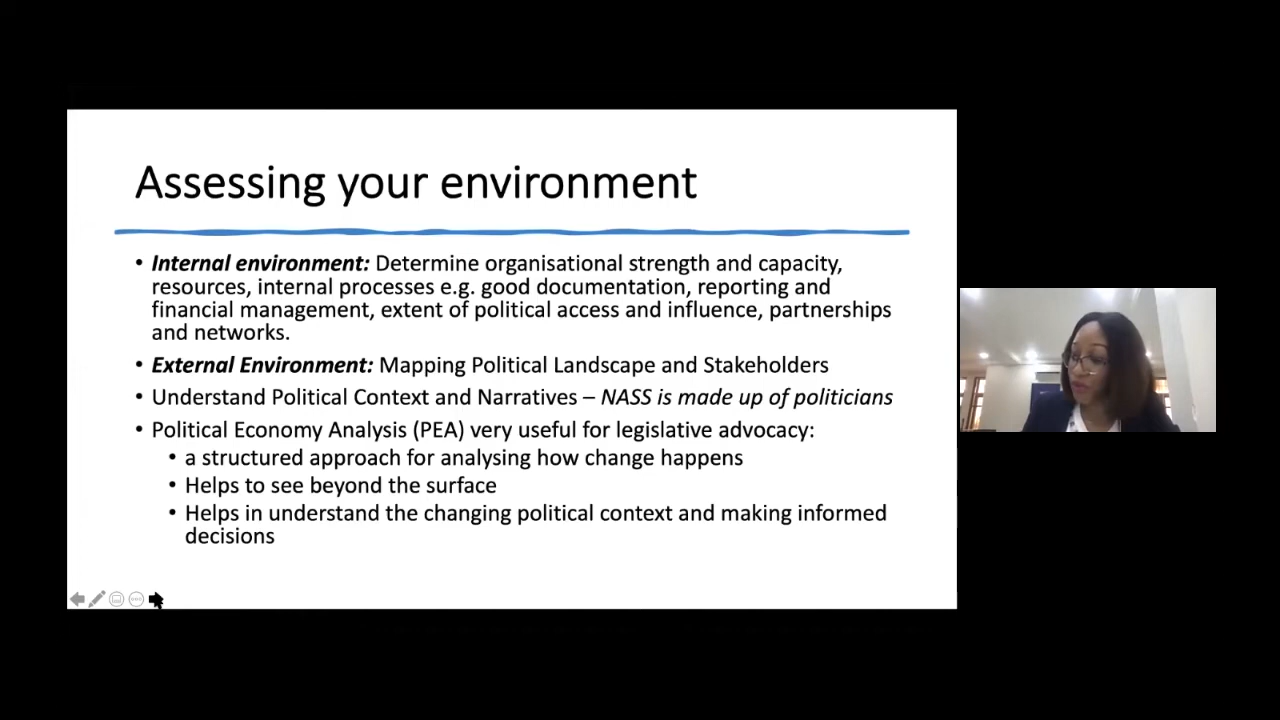 Assessing your environment
• Internal environment: Determine organisational strength and capacity,
resources, internal processes e.g. good documentation, reporting and
financial management, extent of political access and influence, partnerships
and networks.
• External Environment: Mapping Political Landscape and Stakeholders
• Understand Political Context and Narratives – NASS is made up of politicians
• Political Economy Analysis (PEA) very useful for legislative advocacy:
• a structured approach for analysing how change happens
• Helps to see beyond the surface
• Helps in understand the changing political context and making informed
decisions